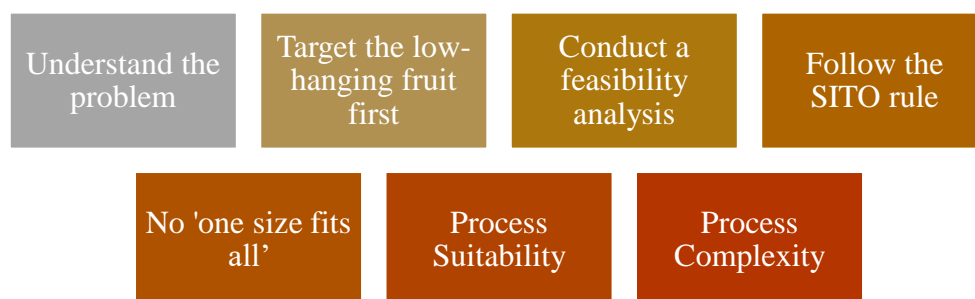 Understand the
problem
Target the low-
hanging fruit
first
Conduct a
feasibility
analysis
Follow the
SITO rule
No 'one size fits
all’
Process
Suitability
Process
Complexity